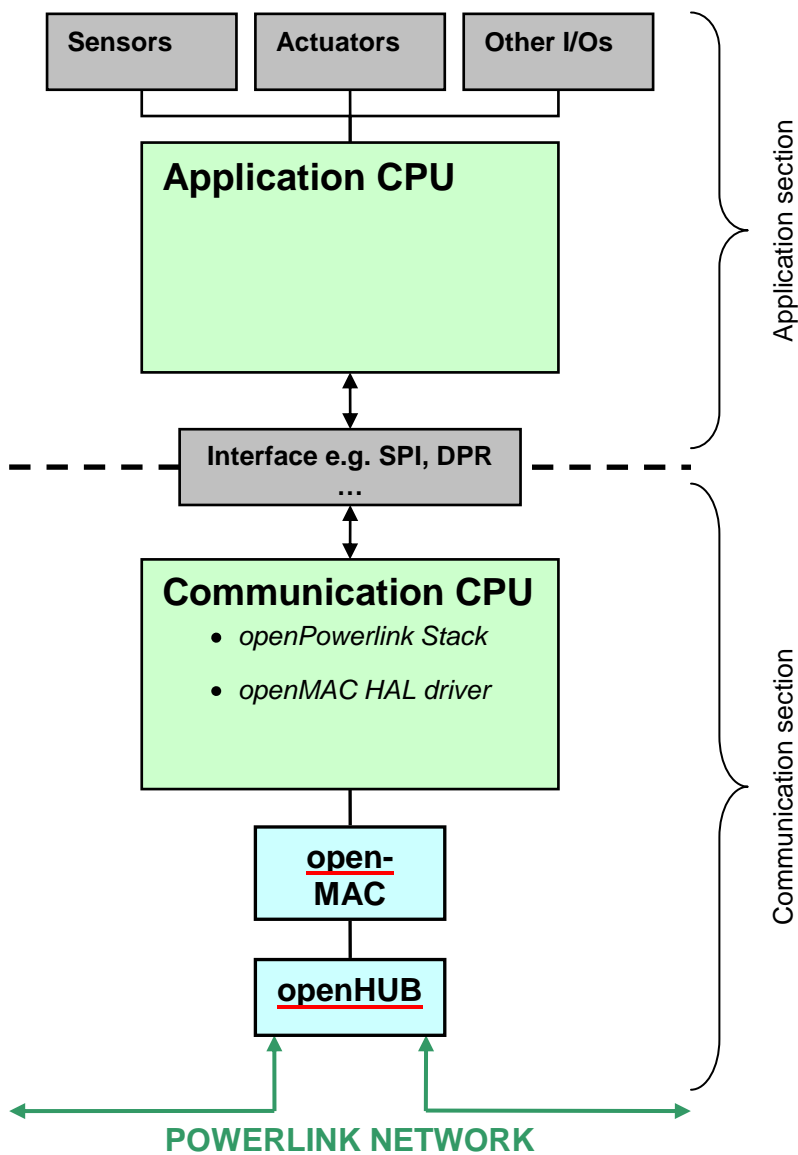 Sensors
Actuators
Other I/Os
Application CPU
Application section
Interface e.g. SPI, DPR
...
Communication CPU
• openPowerlink Stack
• openMAC HAL driver
Communication section
open-
MAC
openHUB
POWERLINK NETWORK